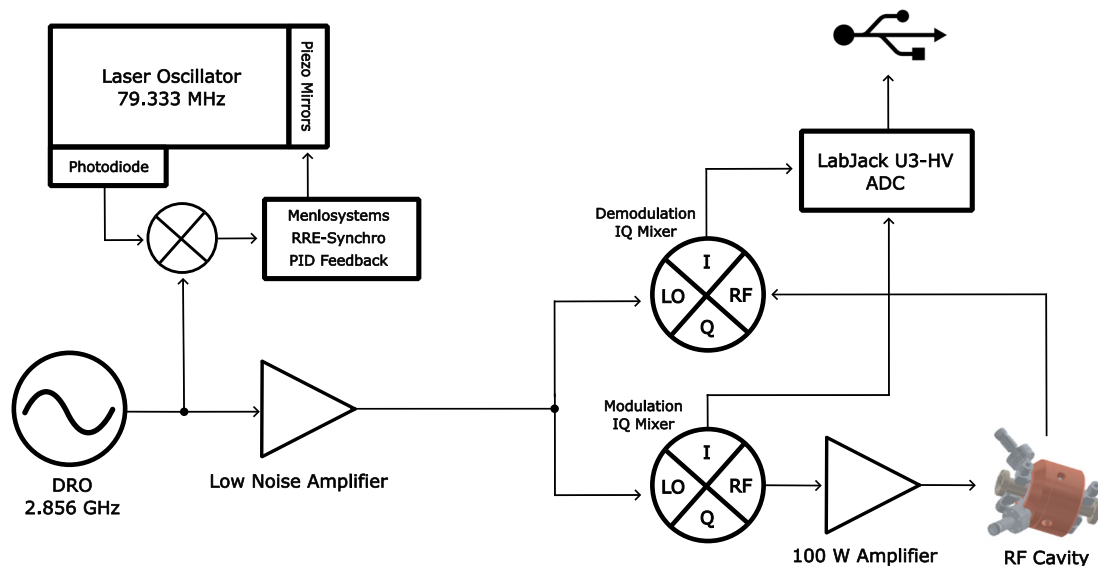 Laser Oscillator
79.333 MHz
Piezo Mirrors
Photodiode
Menlosystems
RRE-Synchro
PID Feedback
LabJack U3-HV
ADC
Demodulation
IQ Mixer
I
LO
RF
Q
DRO
2.856 GHz
Low Noise Amplifier
Modulation
IQ Mixer
I
LO
RF
Q
100 W Amplifier
RF Cavity